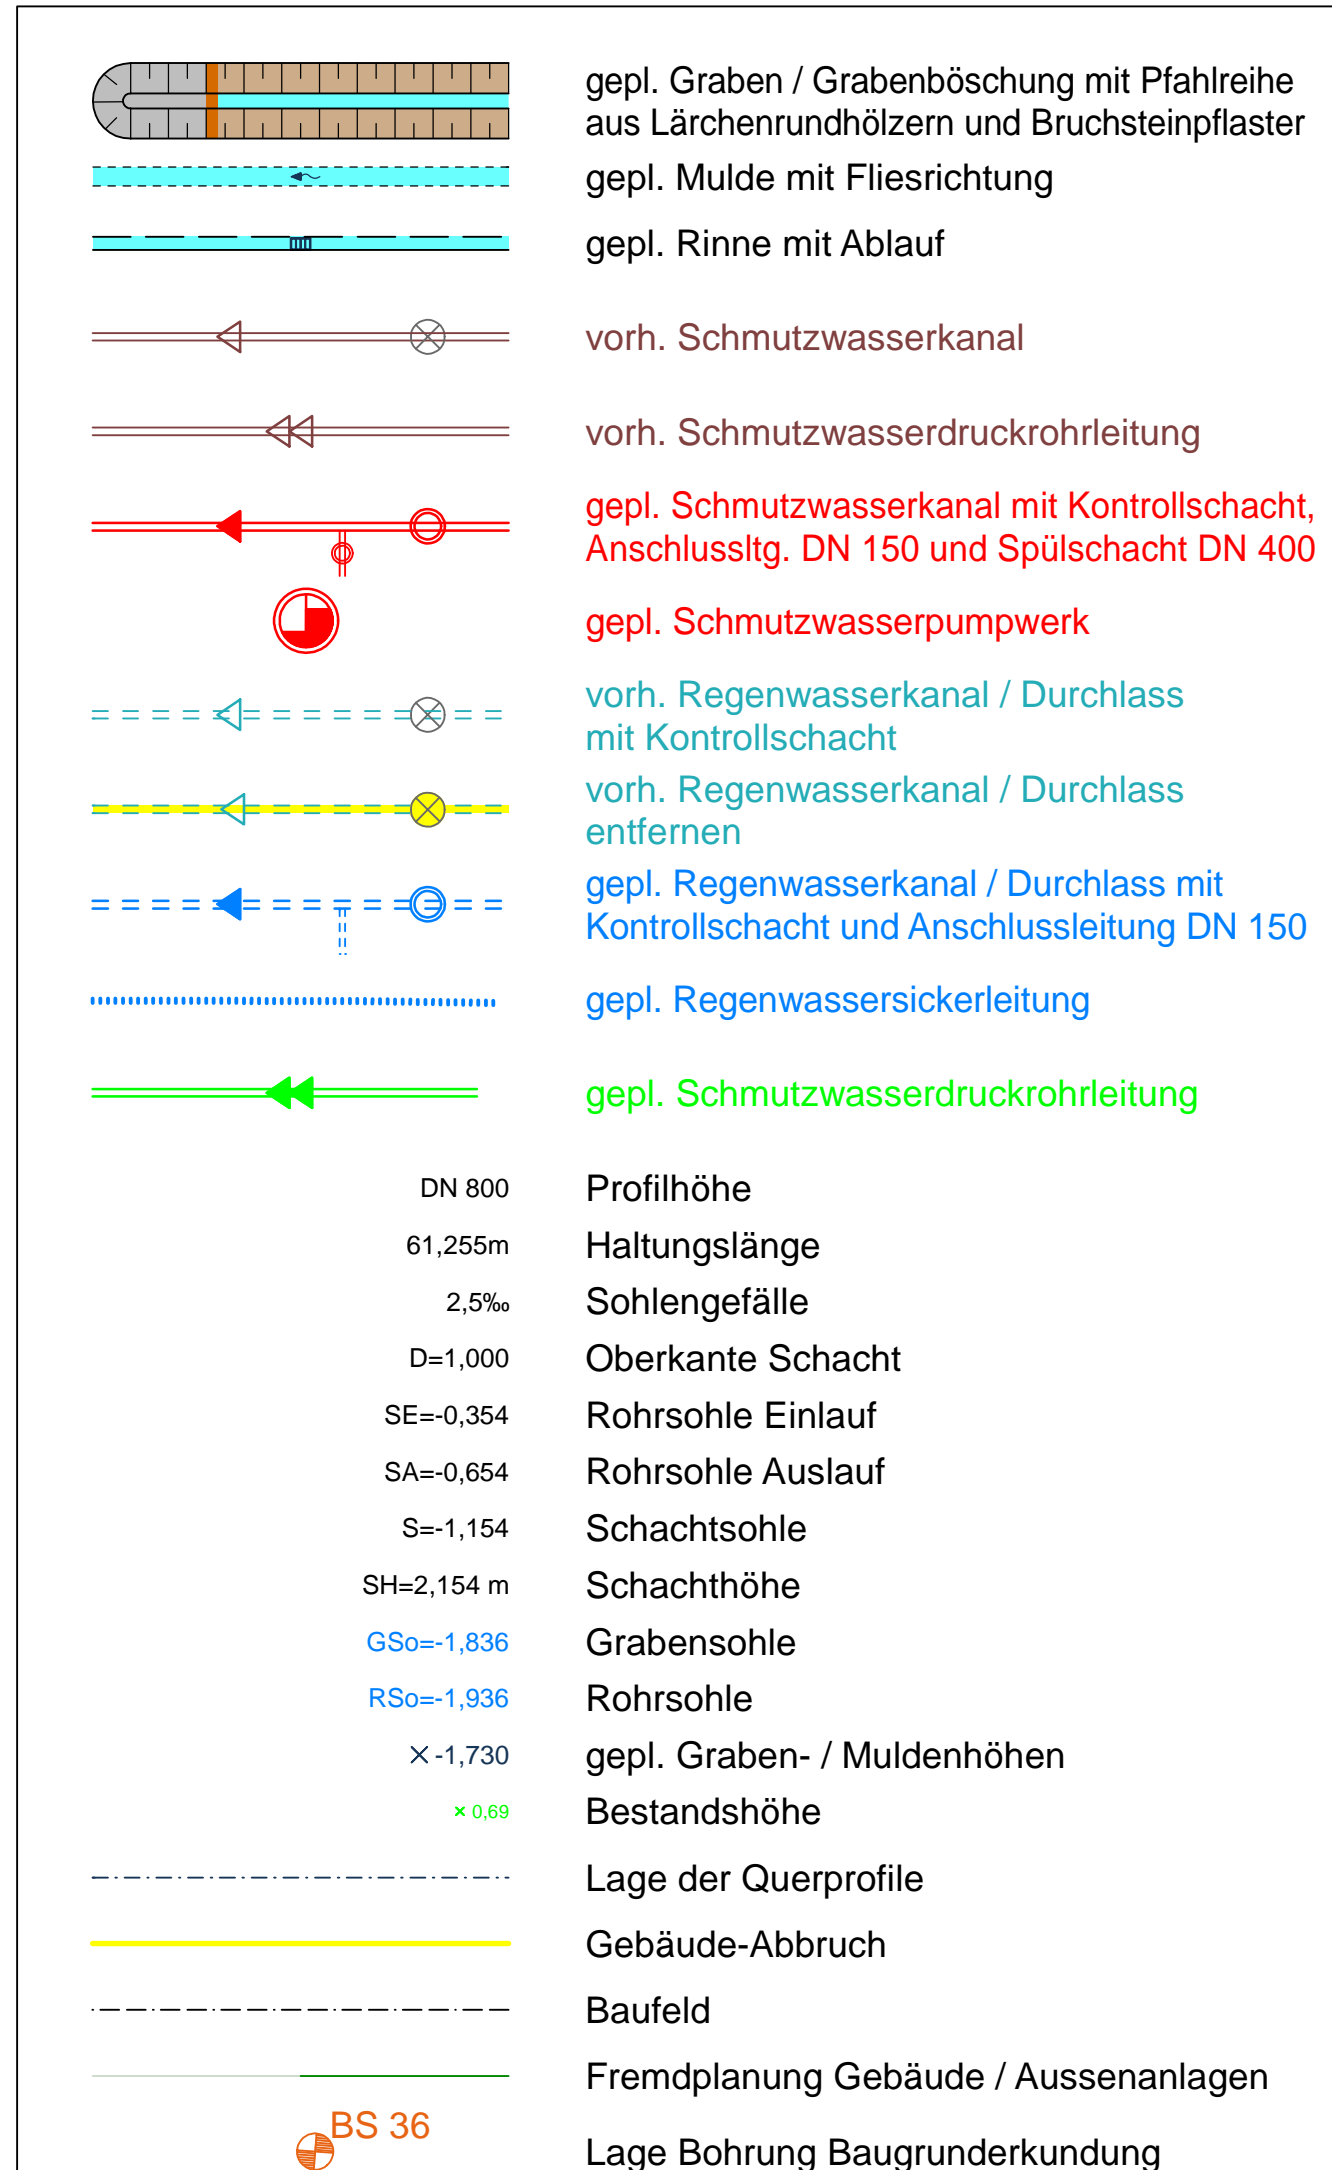 gepl. Graben / Grabenböschung mit Pfahlreihe
aus Lärchenrundhölzern und Bruchsteinpflaster
gepl. Mulde mit Fliesrichtung
gepl. Rinne mit Ablauf
vorh. Schmutzwasserkanal
vorh. Schmutzwasserdruckrohrleitung
gepl. Schmutzwasserkanal mit Kontrollschacht,
Anschlussltg. DN 150 und Spülschacht DN 400
gepl. Schmutzwasserpumpwerk
vorh. Regenwasserkanal / Durchlass
mit Kontrollschacht
vorh. Regenwasserkanal / Durchlass
entfernen
gepl. Regenwasserkanal / Durchlass mit
Kontrollschacht und Anschlussleitung DN 150
gepl. Regenwassersickerleitung
gepl. Schmutzwasserdruckrohrleitung
DN 800 Profilhöhe
61,255m Haltungslänge
2,5‰ Sohlengefälle
D=1,000 Oberkante Schacht
SE=-0,354 Rohrsohle Einlauf
SA=-0,654 Rohrsohle Auslauf
S=-1,154 Schachtsohle
SH=2,154 m Schachthöhe
GSo=-1,836 Grabensohle
RSo=-1,936 Rohrsohle
-1,730 gepl. Graben- / Muldenhöhen
0,69 Bestandshöhe
Lage der Querprofile
Gebäude-Abbruch
Baufeld
Fremdplanung Gebäude / Aussenanlagen
BS 36
Lage Bohrung Baugrunderkundung